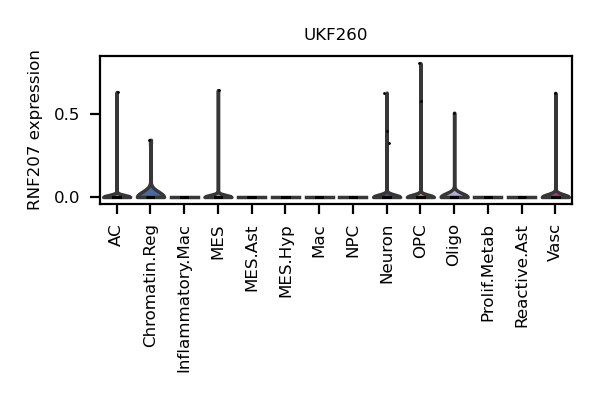 UKF260
RNF207 expression
0.5
0.0
AC
Chromatin.Reg
Inflammatory.Mac
MES
MES.Ast
MES.Hyp
Mac
NPC
Neuron
OPC
Oligo
Prolif.Metab
Reactive.Ast
Vasc